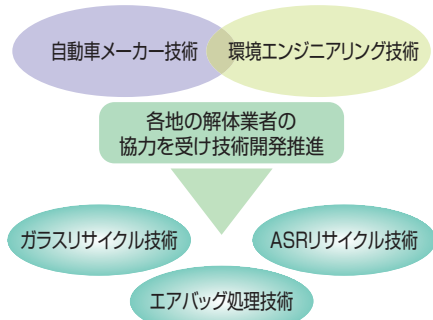 自動車メーカー技術
環境エンジニアリング技術
各地の解体業者の
協力を受け技術開発推進
ガラスリサイクル技術
ASRリサイクル技術
エアバッグ処理技術